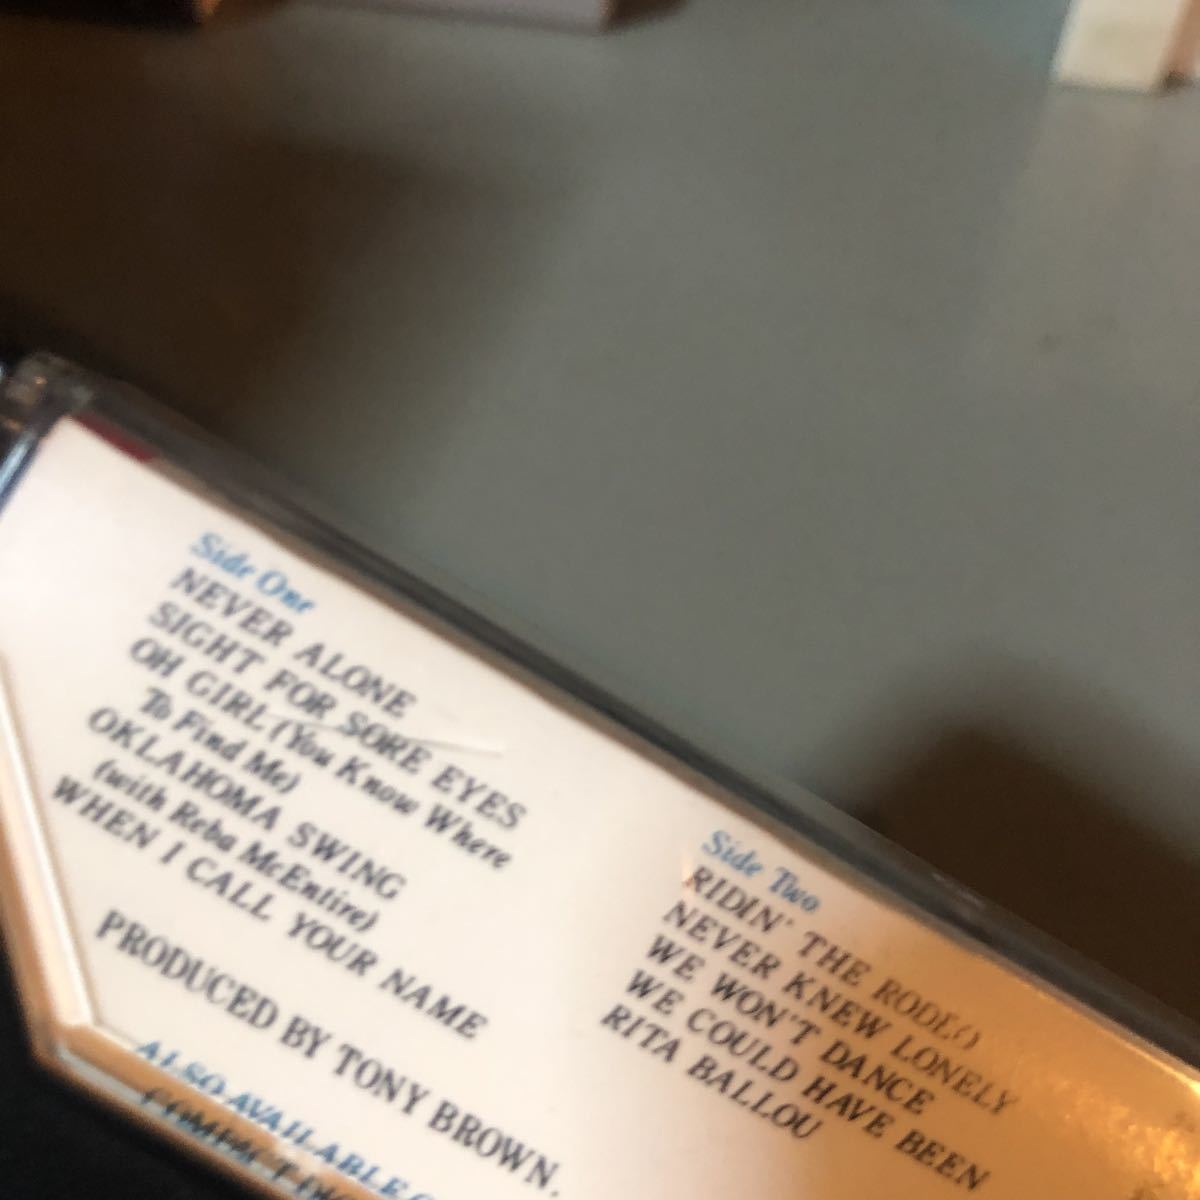 Side One
NEVER ALONE
SIGHT FOR SORE EYES
OH GIRL (You Know Where
To Find Me)
OKLAHOMA SWING
(with Reba McEntire)
WHEN I CALL YOUR NAME
PRODUCED BY TONY BROWN.
ALSO AVAILABLE
Side Two
RIDIN' THE RODEO
NEVER KNEW LONELY
WE WON'T DANCE
WE COULD HAVE BEEN
RITA BALLOU